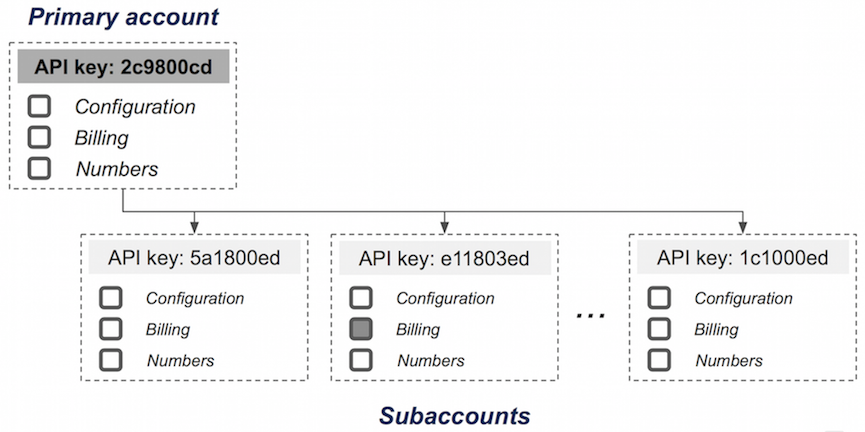 Primary account
API key: 2c9800cd
Configuration
Billing
Numbers
API key: 5a1800ed
Configuration
Billing
Numbers
API key: e11803ed
Configuration
Billing
Numbers
...
API key: 1c1000ed
Configuration
Billing
Numbers
Subaccounts